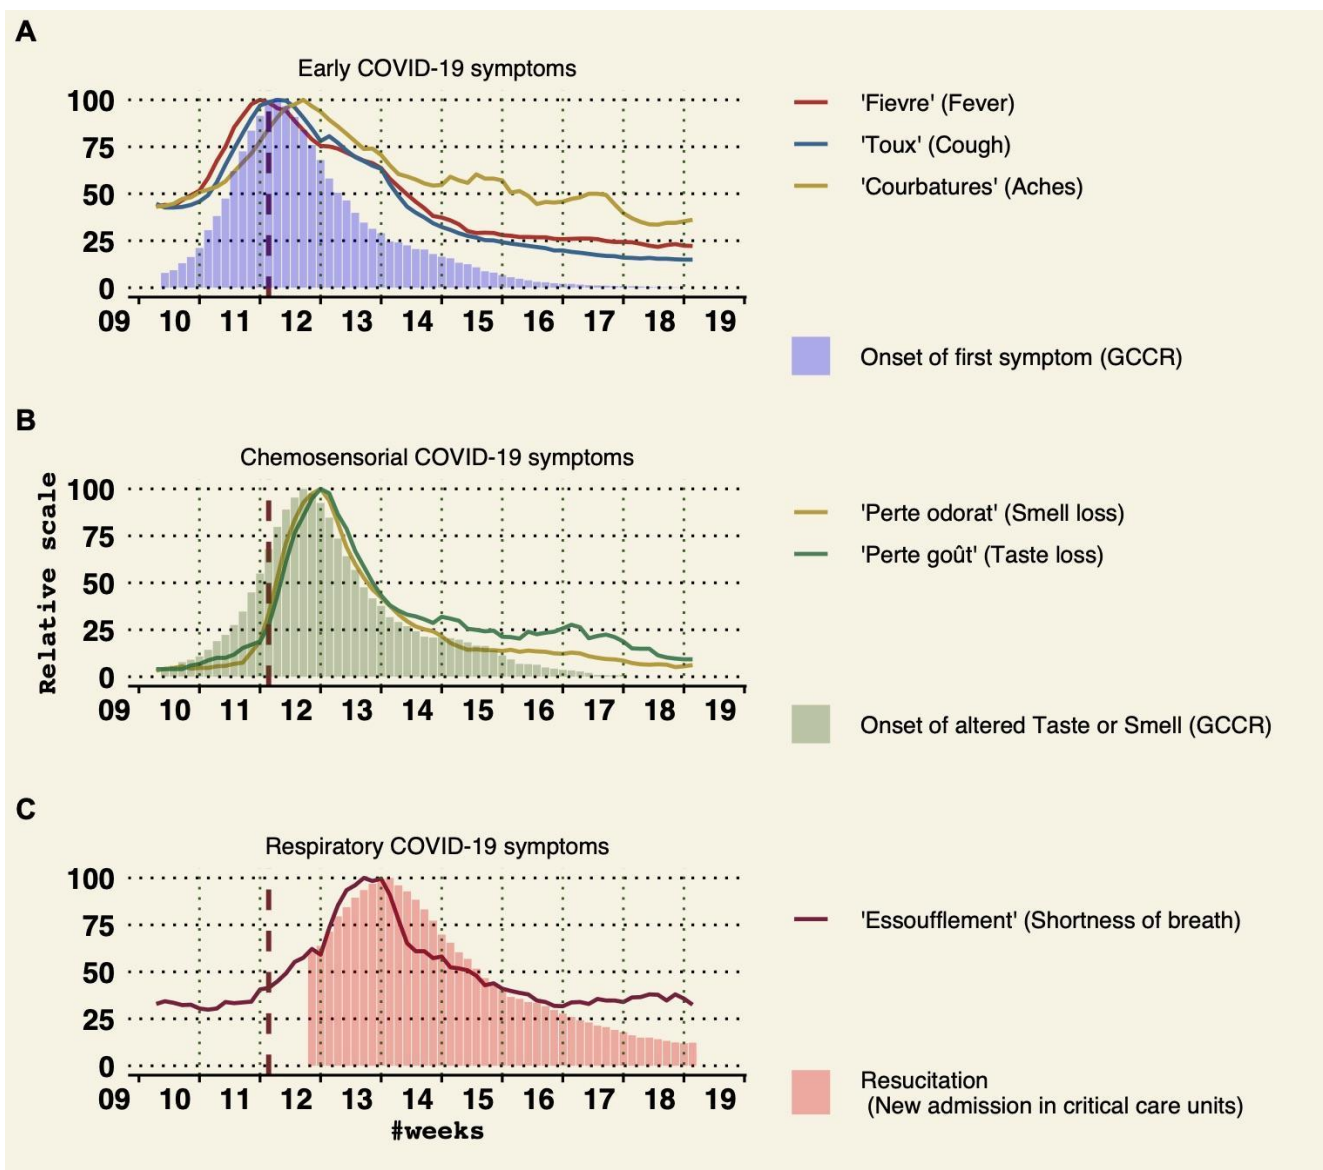 A
Early COVID-19 symptoms
100
75
50
25
0
09 10 11 12 13 14 15 16 17 18 19
'Fievre' (Fever)
'Toux' (Cough)
'Courbatures' (Aches)
Onset of first symptom (GCCR)
B
Chemosensorial COVID-19 symptoms
Relative scale
100
75
50
25
0
09 10 11 12 13 14 15 16 17 18 19
'Perte odorat' (Smell loss)
'Perte goût' (Taste loss)
Onset of altered Taste or Smell (GCCR)
C
Respiratory COVID-19 symptoms
100
75
50
25
0
09 10 11 12 13 14 15 16 17 18 19
#weeks
'Essoufflement' (Shortness of breath)
Resucitation
(New admission in critical care units)